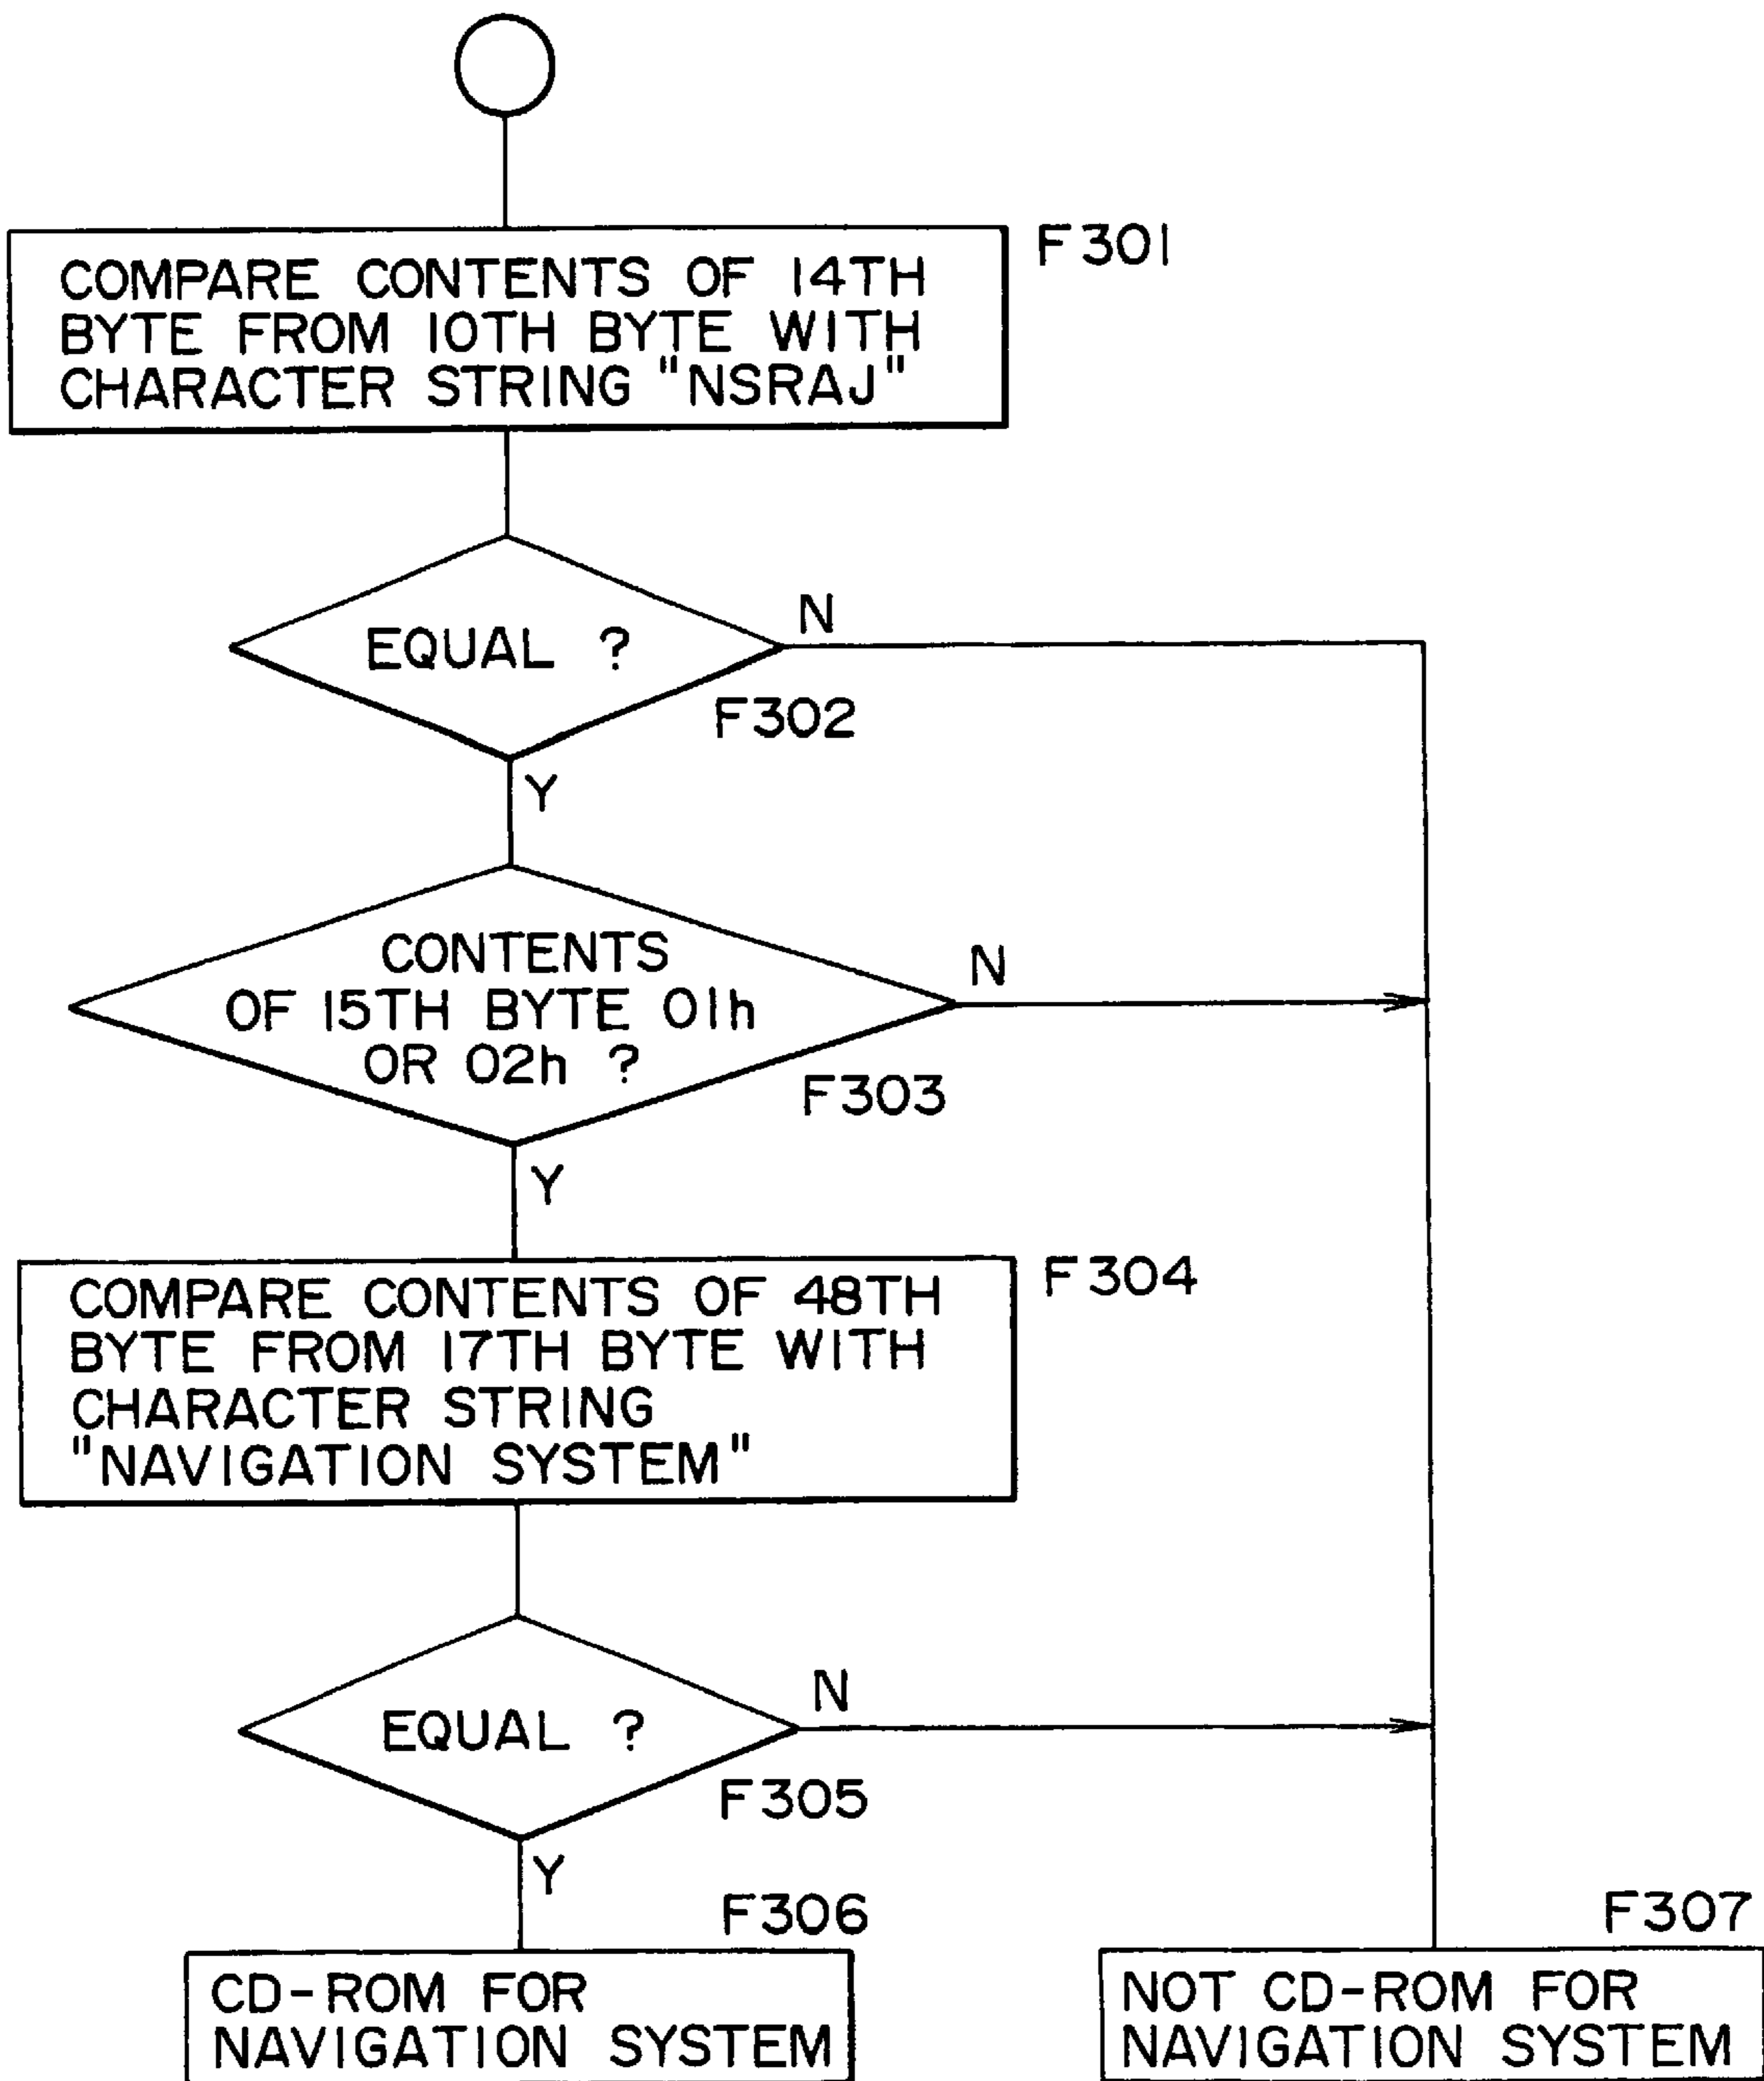 F301
COMPARE CONTENTS OF 14TH
BYTE FROM 10TH BYTE WITH
CHARACTER STRING "NSRAJ"
N
EQUAL ?
F302
Y
CONTENTS
OF 15TH BYTE 01h
OR 02h ?
N
F303
Y
F304
COMPARE CONTENTS OF 48TH
BYTE FROM 17TH BYTE WITH
CHARACTER STRING
"NAVIGATION SYSTEM"
N
EQUAL ?
F305
Y
F306
CD-ROM FOR
NAVIGATION SYSTEM
F307
NOT CD-ROM FOR
NAVIGATION SYSTEM